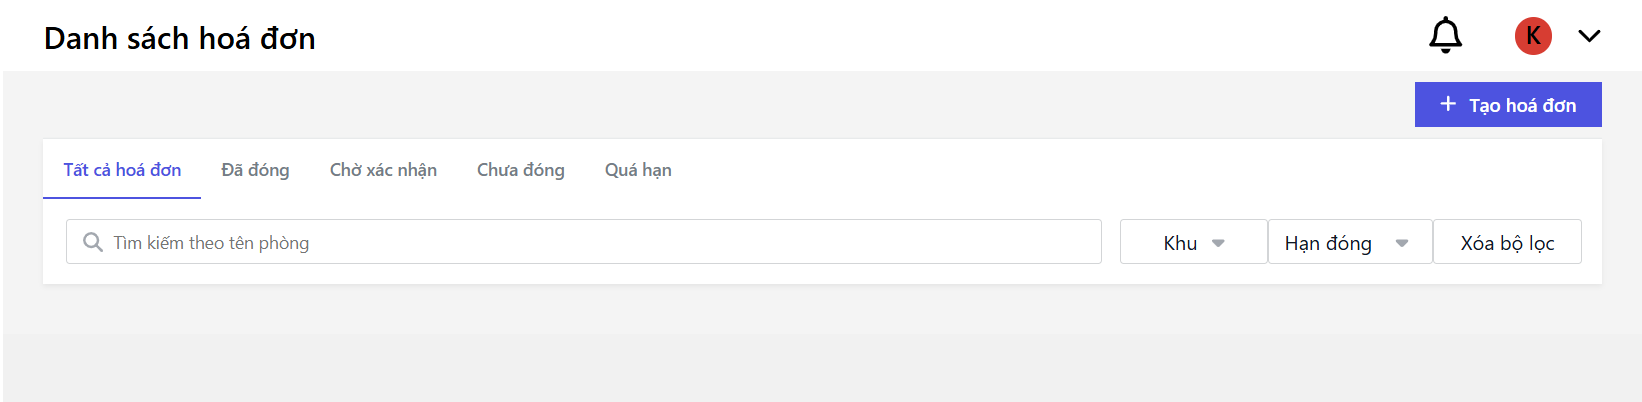 Danh sách hoá đơn
K
+ Tạo hoá đơn
Tất cả hoá đơn Đã đóng Chờ xác nhận Chưa đóng Quá hạn
Tìm kiếm theo tên phòng Khu Hạn đóng Xóa bộ lọc